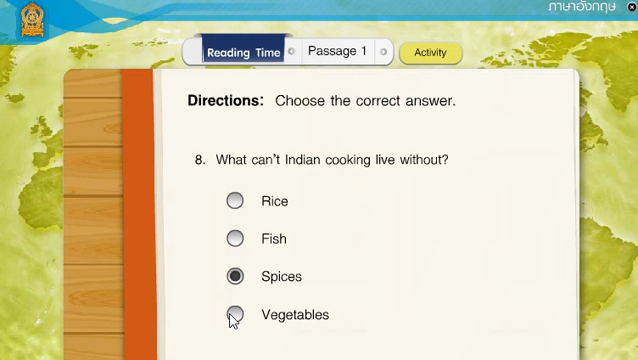 ภาษาอังกฤษ
Reading Time Passage 1 Activity
Directions: Choose the correct answer.
8. What can't Indian cooking live without?
Rice
Fish
Spices
Vegetables